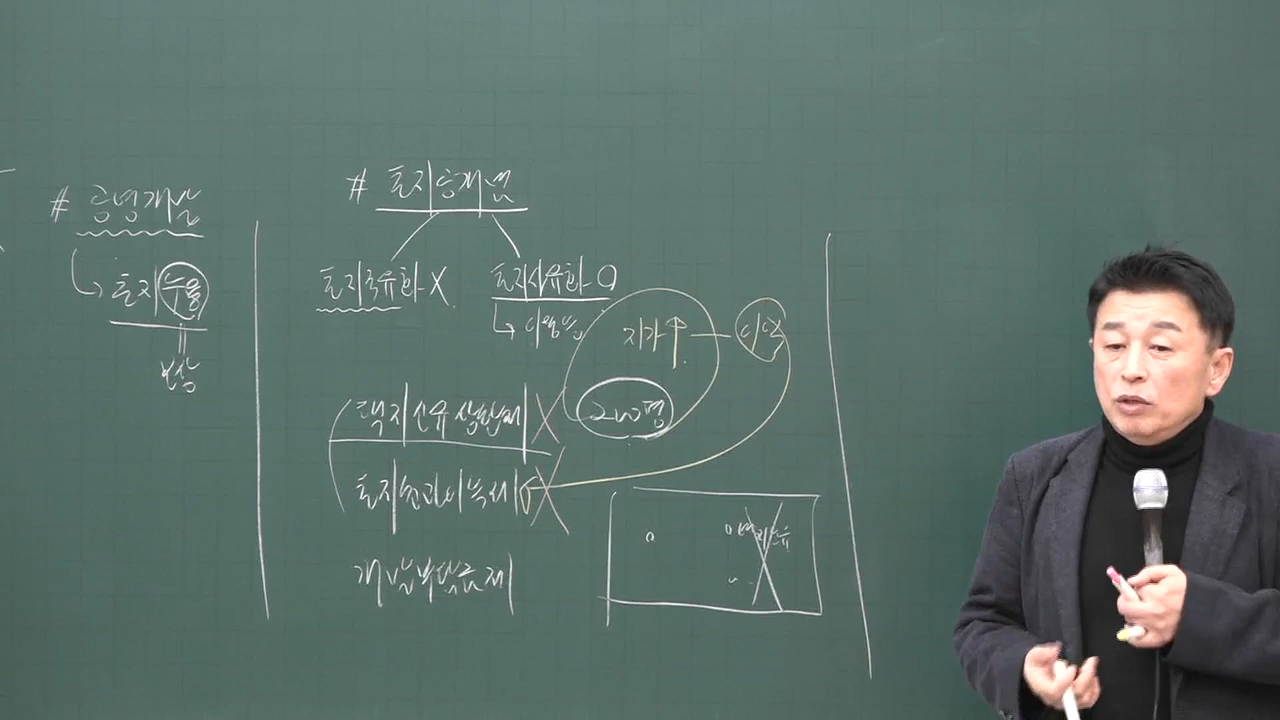 # 공영개발
토지수용
보상
# 토지공개념
토지국유화 X
토지사유화 O
지가↑
이익
택지소유상한제
200평
토지초과이득세
개발부담금제